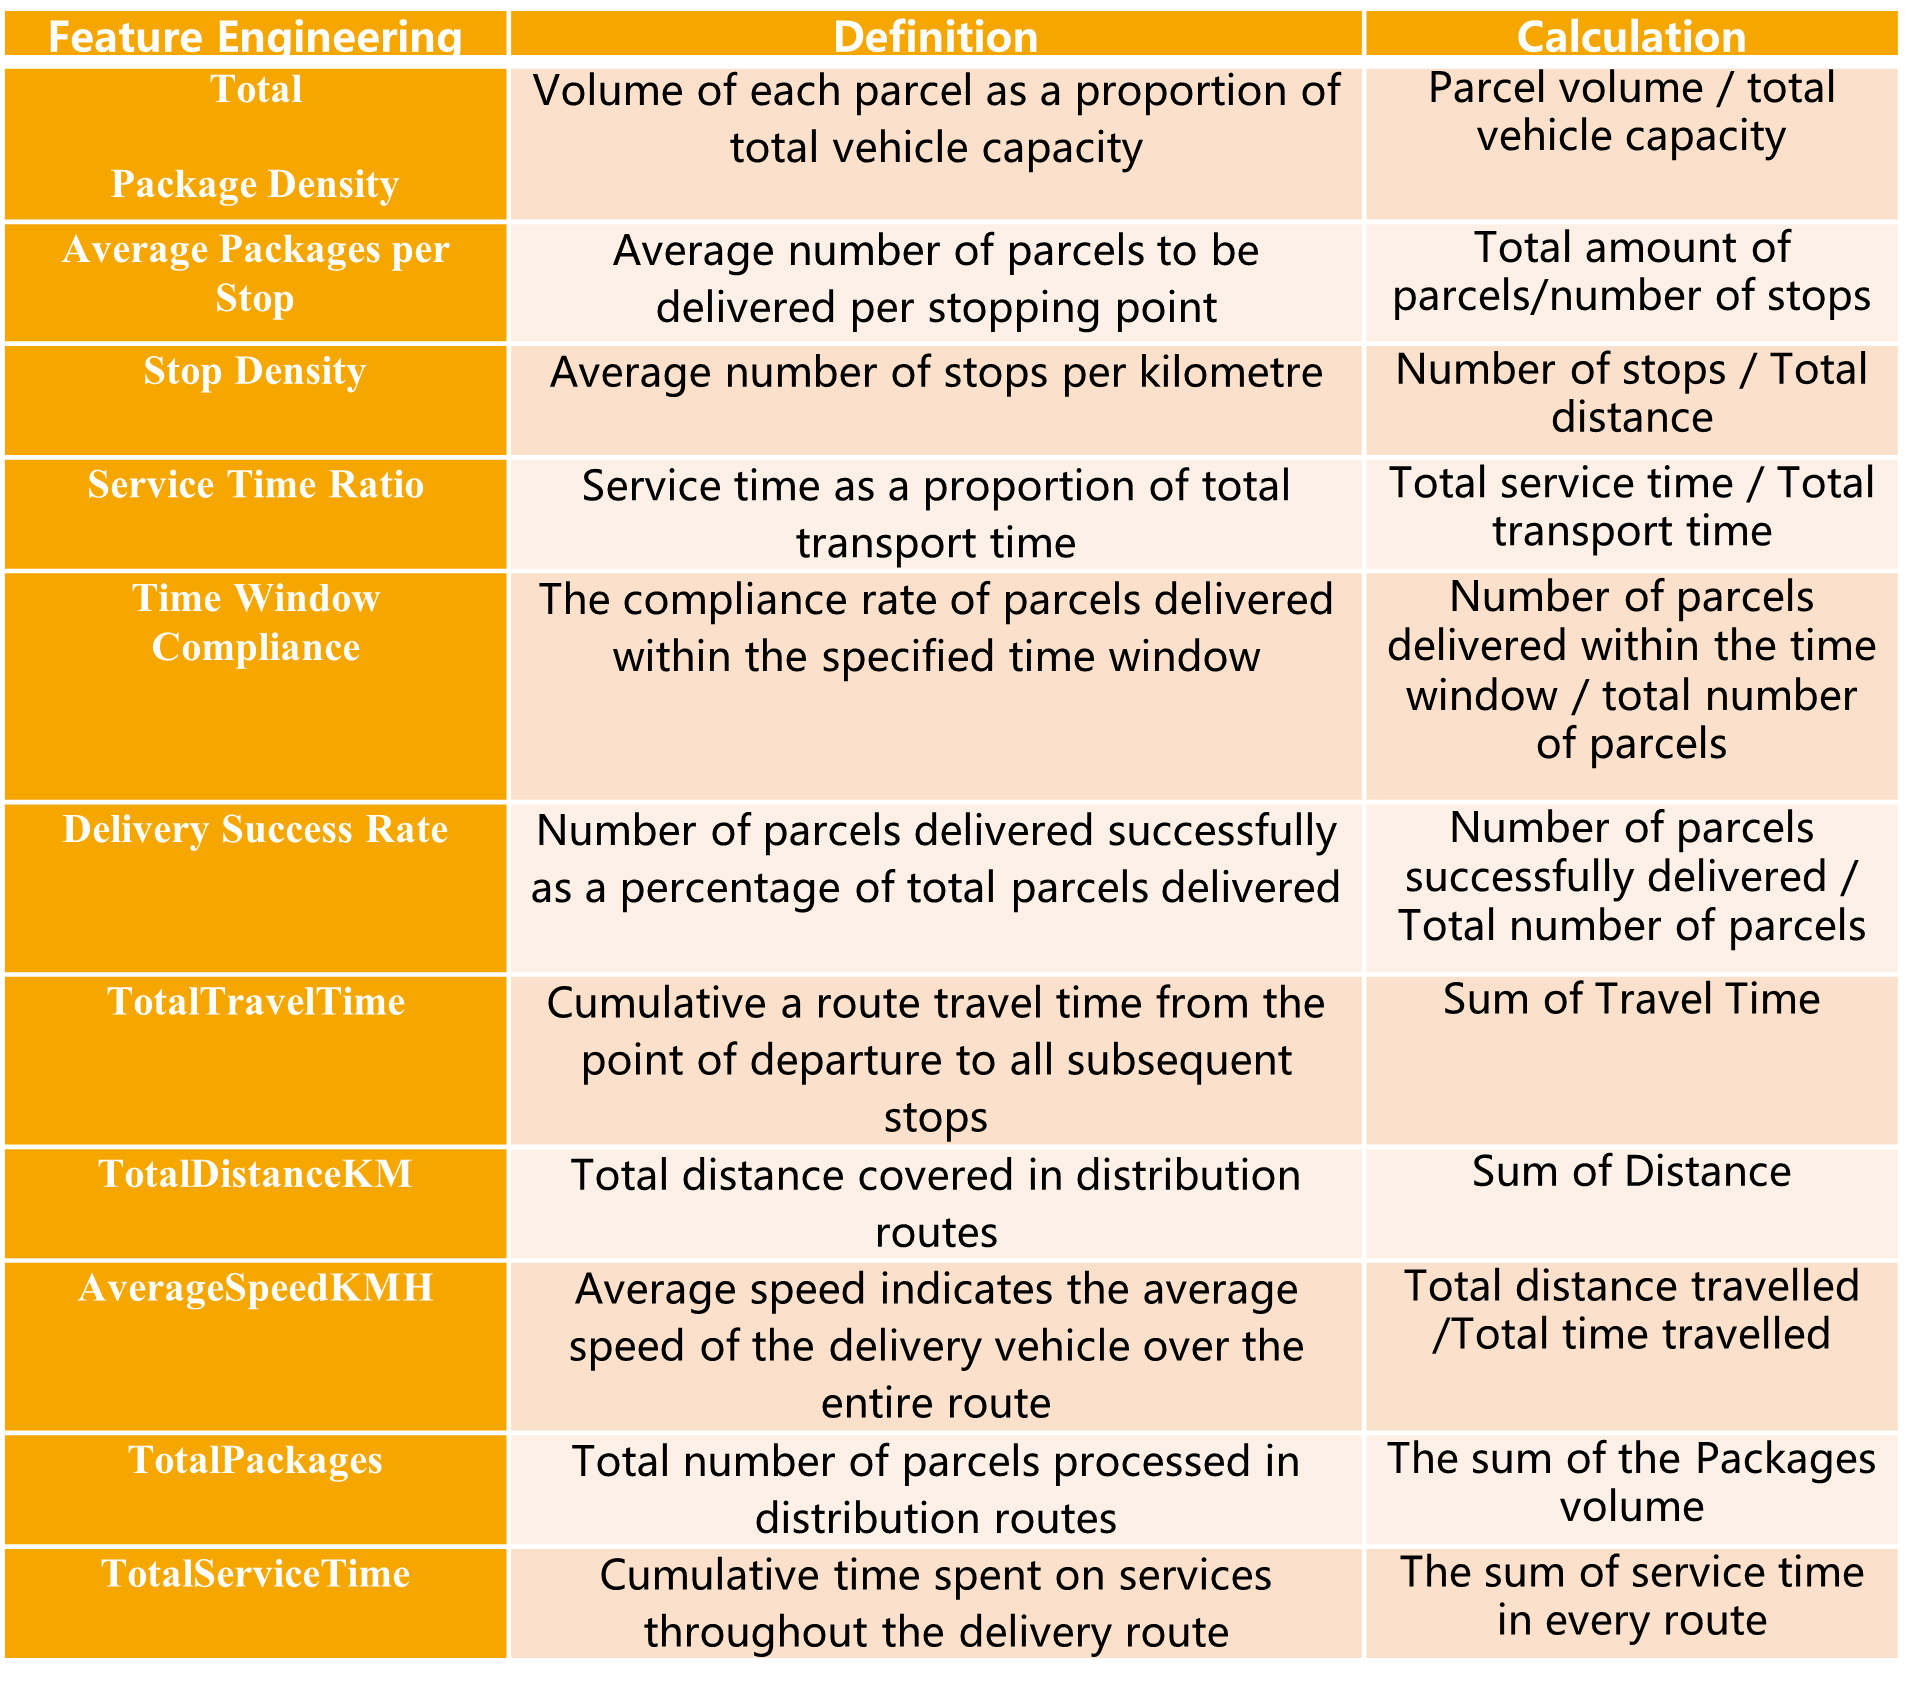 Feature Engineering
Definition
Calculation
Total
Package Density
Volume of each parcel as a proportion of
total vehicle capacity
Parcel volume / total
vehicle capacity
Average Packages per
Stop
Average number of parcels to be
delivered per stopping point
Total amount of
parcels/number of stops
Stop Density
Average number of stops per kilometre
Number of stops / Total
distance
Service Time Ratio
Service time as a proportion of total
transport time
Total service time / Total
transport time
Time Window
Compliance
The compliance rate of parcels delivered
within the specified time window
Number of parcels
delivered within the time
window / total number
of parcels
Delivery Success Rate
Number of parcels delivered successfully
as a percentage of total parcels delivered
Number of parcels
successfully delivered /
Total number of parcels
TotalTravelTime
Cumulative a route travel time from the
point of departure to all subsequent
stops
Sum of Travel Time
TotalDistanceKM
Total distance covered in distribution
routes
Sum of Distance
AverageSpeedKMH
Average speed indicates the average
speed of the delivery vehicle over the
entire route
Total distance travelled
/Total time travelled
TotalPackages
Total number of parcels processed in
distribution routes
The sum of the Packages
volume
TotalServiceTime
Cumulative time spent on services
throughout the delivery route
The sum of service time
in every route